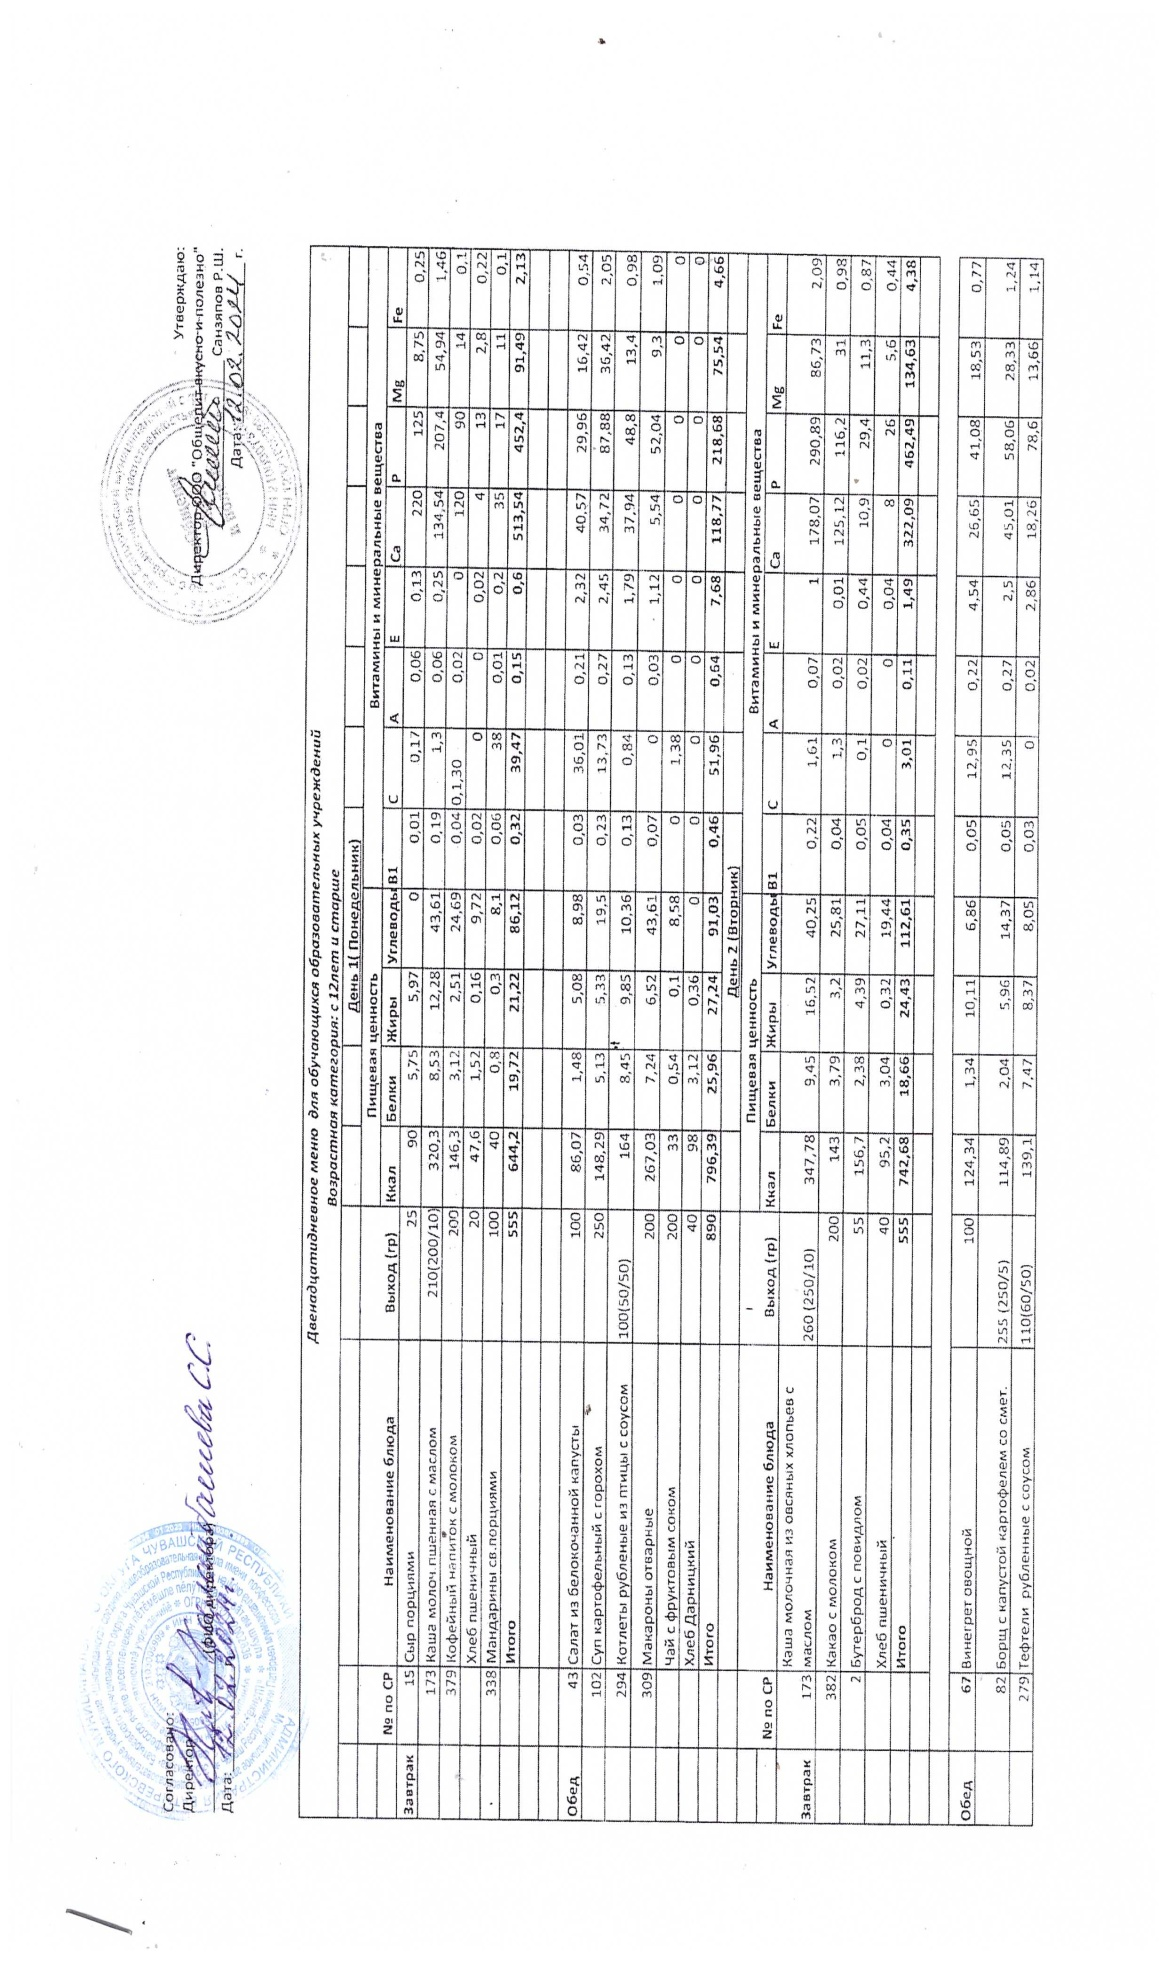 Согласовано:
Директор
(фио директора)
Дата: 12.02.2024г.
Утверждаю:
Директор ООО "Общепит вкусно-и-полезно"
Санзяпов Р.Ш.
Дата: 12.02.2024 г.
Двенадцатидневное меню для обучающихся образовательных учреждений
Возрастная категория: с 12лет и старше
День 1( Понедельник)
Пищевая ценность Витамины и минеральные вещества
№ по СР Наименование блюда Выход (гр) Ккал Белки Жиры Углеводы В1 С А Е Ca P Mg Fe
Завтрак 15 Сыр порциями 25 90 5,75 5,97 0 0,01 0,17 0,06 0,13 220 125 8,75 0,25
173 Каша молоч.пшенная с маслом 210(200/10) 320,3 8,53 12,28 43,61 0,19 1,3 0,06 0,25 134,54 207,4 54,94 1,46
379 Кофейный напиток с молоком 200 146,3 3,12 2,51 24,69 0,04 0,1,30 0,02 0 120 90 14 0,1
Хлеб пшеничный 20 47,6 1,52 0,16 9,72 0,02 0 0 0,02 4 13 2,8 0,22
338 Мандарины св.порциями 100 40 0,8 0,3 8,1 0,06 38 0,01 0,2 35 17 11 0,1
Итого 555 644,2 19,72 21,22 86,12 0,32 39,47 0,15 0,6 513,54 452,4 91,49 2,13
Обед 43 Салат из белокочанной капусты 100 86,07 1,48 5,08 8,98 0,03 36,01 0,21 2,32 40,57 29,96 16,42 0,54
102 Суп картофельный с горохом 250 148,29 5,13 5,33 19,5 0,23 13,73 0,27 2,45 34,72 87,88 36,42 2,05
294 Котлеты рубленые из птицы с соусом 100(50/50) 164 8,45 9,85 10,36 0,13 0,84 0,13 1,79 37,94 48,8 13,4 0,98
309 Макароны отварные 200 267,03 7,24 6,52 43,61 0,07 0 0,03 1,12 5,54 52,04 9,3 1,09
Чай с фруктовым соком 200 33 0,54 0,1 8,58 0 1,38 0 0 0 0 0 0
Хлеб Дарницкий 40 98 3,12 0,36 0 0 0 0 0 0 0 0 0
Итого 890 796,39 25,96 27,24 91,03 0,46 51,96 0,64 7,68 118,77 218,68 75,54 4,66
День 2 (Вторник)
Пищевая ценность Витамины и минеральные вещества
№ по СР Наименование блюда Выход (гр) Ккал Белки Жиры Углеводы В1 С А Е Ca P Mg Fe
Завтрак 173 Каша молочная из овсяных хлопьев с
маслом 260 (250/10) 347,78 9,45 16,52 40,25 0,22 1,61 0,07 1 178,07 290,89 86,73 2,09
382 Какао с молоком 200 143 3,79 3,2 25,81 0,04 1,3 0,02 0,01 125,12 116,2 31 0,98
2 Бутерброд с повидлом 55 156,7 2,38 4,39 27,11 0,05 0,1 0,02 0,44 10,9 29,4 11,3 0,87
Хлеб пшеничный 40 95,2 3,04 0,32 19,44 0,04 0 0 0,04 8 26 5,6 0,44
Итого 555 742,68 18,66 24,43 112,61 0,35 3,01 0,11 1,49 322,09 462,49 134,63 4,38
Обед 67 Винегрет овощной 100 124,34 1,34 10,11 6,86 0,05 12,95 0,22 4,54 26,65 41,08 18,53 0,77
82 Борщ с капустой картофелем со смет. 255 (250/5) 114,89 2,04 5,96 14,37 0,05 12,35 0,27 2,5 45,01 58,06 28,33 1,24
279 Тефтели рубленные с соусом 110(60/50) 139,1 7,47 8,37 8,05 0,03 0 0,02 2,86 18,26 78,6 13,66 1,14